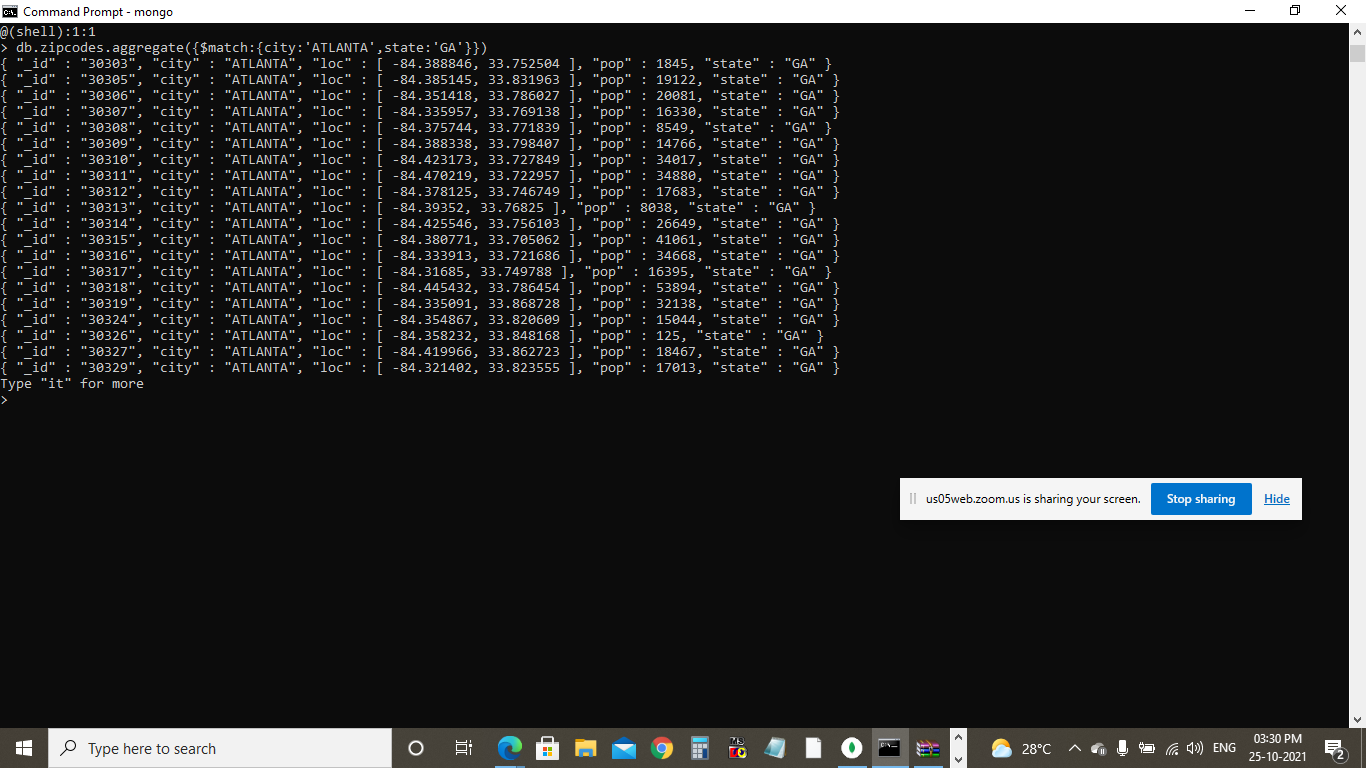 Command Prompt - mongo
@(shell):1:1
> db.zipcodes.aggregate({$match:{city:'ATLANTA',state:'GA'}})
{ "_id" : "30303", "city" : "ATLANTA", "loc" : [ -84.388846, 33.752504 ], "pop" : 1845, "state" : "GA" }
{ "_id" : "30305", "city" : "ATLANTA", "loc" : [ -84.385145, 33.831963 ], "pop" : 19122, "state" : "GA" }
{ "_id" : "30306", "city" : "ATLANTA", "loc" : [ -84.351418, 33.786027 ], "pop" : 20081, "state" : "GA" }
{ "_id" : "30307", "city" : "ATLANTA", "loc" : [ -84.335957, 33.769138 ], "pop" : 16330, "state" : "GA" }
{ "_id" : "30308", "city" : "ATLANTA", "loc" : [ -84.375744, 33.771839 ], "pop" : 8549, "state" : "GA" }
{ "_id" : "30309", "city" : "ATLANTA", "loc" : [ -84.388338, 33.798407 ], "pop" : 14766, "state" : "GA" }
{ "_id" : "30310", "city" : "ATLANTA", "loc" : [ -84.423173, 33.727849 ], "pop" : 34017, "state" : "GA" }
{ "_id" : "30311", "city" : "ATLANTA", "loc" : [ -84.470219, 33.722957 ], "pop" : 34880, "state" : "GA" }
{ "_id" : "30312", "city" : "ATLANTA", "loc" : [ -84.378125, 33.746749 ], "pop" : 17683, "state" : "GA" }
{ "_id" : "30313", "city" : "ATLANTA", "loc" : [ -84.39352, 33.76825 ], "pop" : 8038, "state" : "GA" }
{ "_id" : "30314", "city" : "ATLANTA", "loc" : [ -84.425546, 33.756103 ], "pop" : 26649, "state" : "GA" }
{ "_id" : "30315", "city" : "ATLANTA", "loc" : [ -84.380771, 33.705062 ], "pop" : 41061, "state" : "GA" }
{ "_id" : "30316", "city" : "ATLANTA", "loc" : [ -84.333913, 33.721686 ], "pop" : 34668, "state" : "GA" }
{ "_id" : "30317", "city" : "ATLANTA", "loc" : [ -84.31685, 33.749788 ], "pop" : 16395, "state" : "GA" }
{ "_id" : "30318", "city" : "ATLANTA", "loc" : [ -84.445432, 33.786454 ], "pop" : 53894, "state" : "GA" }
{ "_id" : "30319", "city" : "ATLANTA", "loc" : [ -84.335091, 33.868728 ], "pop" : 32138, "state" : "GA" }
{ "_id" : "30324", "city" : "ATLANTA", "loc" : [ -84.354867, 33.820609 ], "pop" : 15044, "state" : "GA" }
{ "_id" : "30326", "city" : "ATLANTA", "loc" : [ -84.358232, 33.848168 ], "pop" : 125, "state" : "GA" }
{ "_id" : "30327", "city" : "ATLANTA", "loc" : [ -84.419966, 33.862723 ], "pop" : 18467, "state" : "GA" }
{ "_id" : "30329", "city" : "ATLANTA", "loc" : [ -84.321402, 33.823555 ], "pop" : 17013, "state" : "GA" }
Type "it" for more
>
us05web.zoom.us is sharing your screen. Stop sharing Hide
Type here to search
28°C ENG
03:30 PM
25-10-2021
2